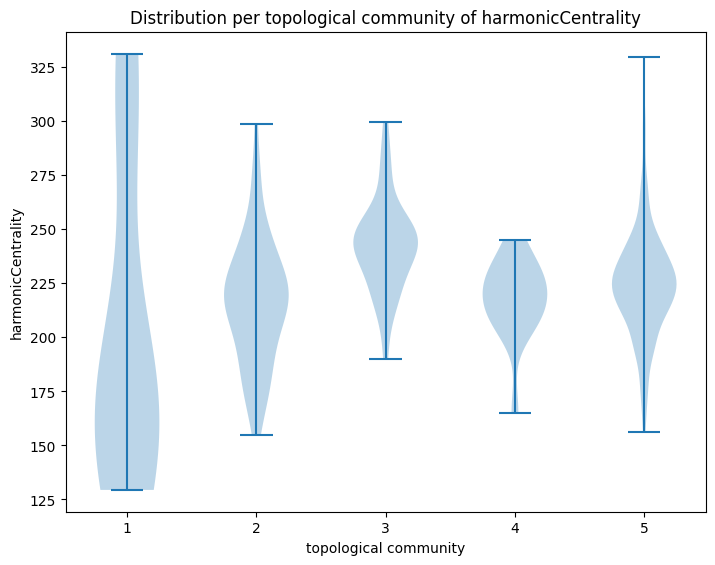 Distribution per topological community of harmonicCentrality
harmonicCentrality
325
300
275
250
225
200
175
150
125
1 2 3 4 5
topological community